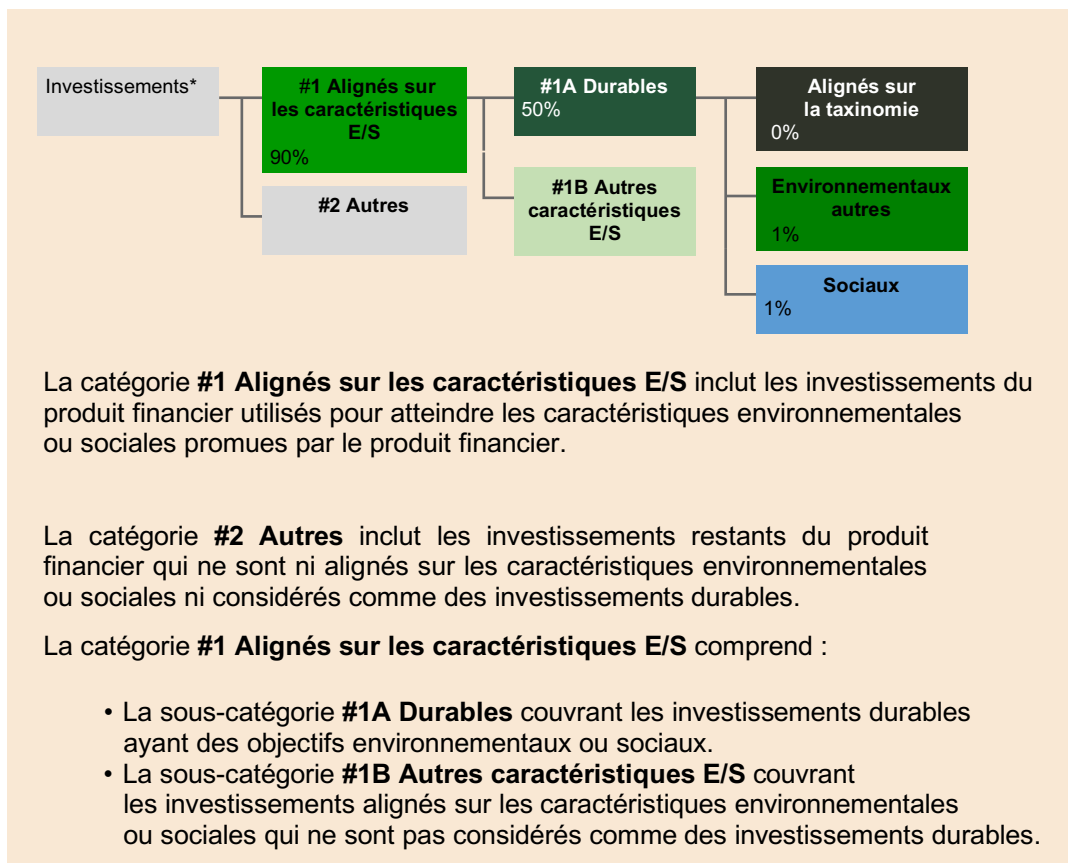 Investissements*
#1 Alignés sur
les caractéristiques
E/S
90%
#2 Autres
#1A Durables
50%
#1B Autres
caractéristiques
E/S
Alignés sur
la taxinomie
0%
Environnementaux
autres
1%
Sociaux
1%
La catégorie #1 Alignés sur les caractéristiques E/S inclut les investissements du
produit financier utilisés pour atteindre les caractéristiques environnementales
ou sociales promues par le produit financier.
La catégorie #2 Autres inclut les investissements restants du produit
financier qui ne sont ni alignés sur les caractéristiques environnementales
ou sociales ni considérés comme des investissements durables.
La catégorie #1 Alignés sur les caractéristiques E/S comprend :
• La sous-catégorie #1A Durables couvrant les investissements durables
ayant des objectifs environnementaux ou sociaux.
• La sous-catégorie #1B Autres caractéristiques E/S couvrant
les investissements alignés sur les caractéristiques environnementales
ou sociales qui ne sont pas considérés comme des investissements durables.